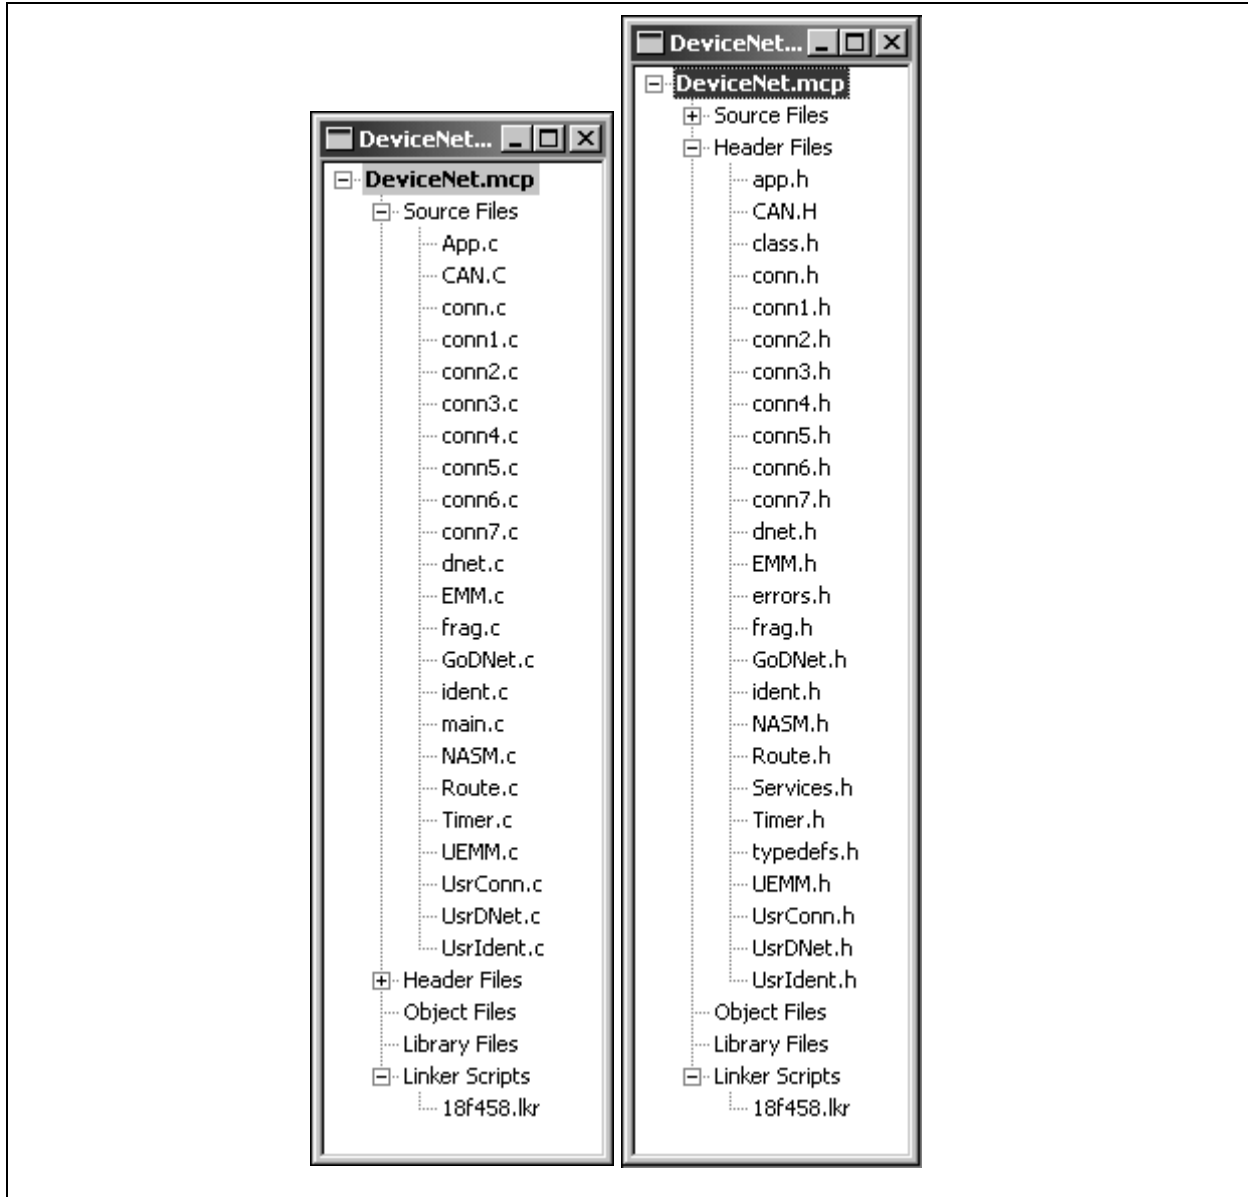 DeviceNet...
DeviceNet.mcp
Source Files
App.c
CAN.C
conn.c
conn1.c
conn2.c
conn3.c
conn4.c
conn5.c
conn6.c
conn7.c
dnet.c
EMM.c
frag.c
GoDNet.c
ident.c
main.c
NASM.c
Route.c
Timer.c
UEMM.c
UsrConn.c
UsrDNet.c
UsrIdent.c
Header Files
Object Files
Library Files
Linker Scripts
18f458.lkr
DeviceNet...
DeviceNet.mcp
Source Files
Header Files
app.h
CAN.H
class.h
conn.h
conn1.h
conn2.h
conn3.h
conn4.h
conn5.h
conn6.h
conn7.h
dnet.h
EMM.h
errors.h
frag.h
GoDNet.h
ident.h
NASM.h
Route.h
Services.h
Timer.h
typedefs.h
UEMM.h
UsrConn.h
UsrDNet.h
UsrIdent.h
Object Files
Library Files
Linker Scripts
18f458.lkr